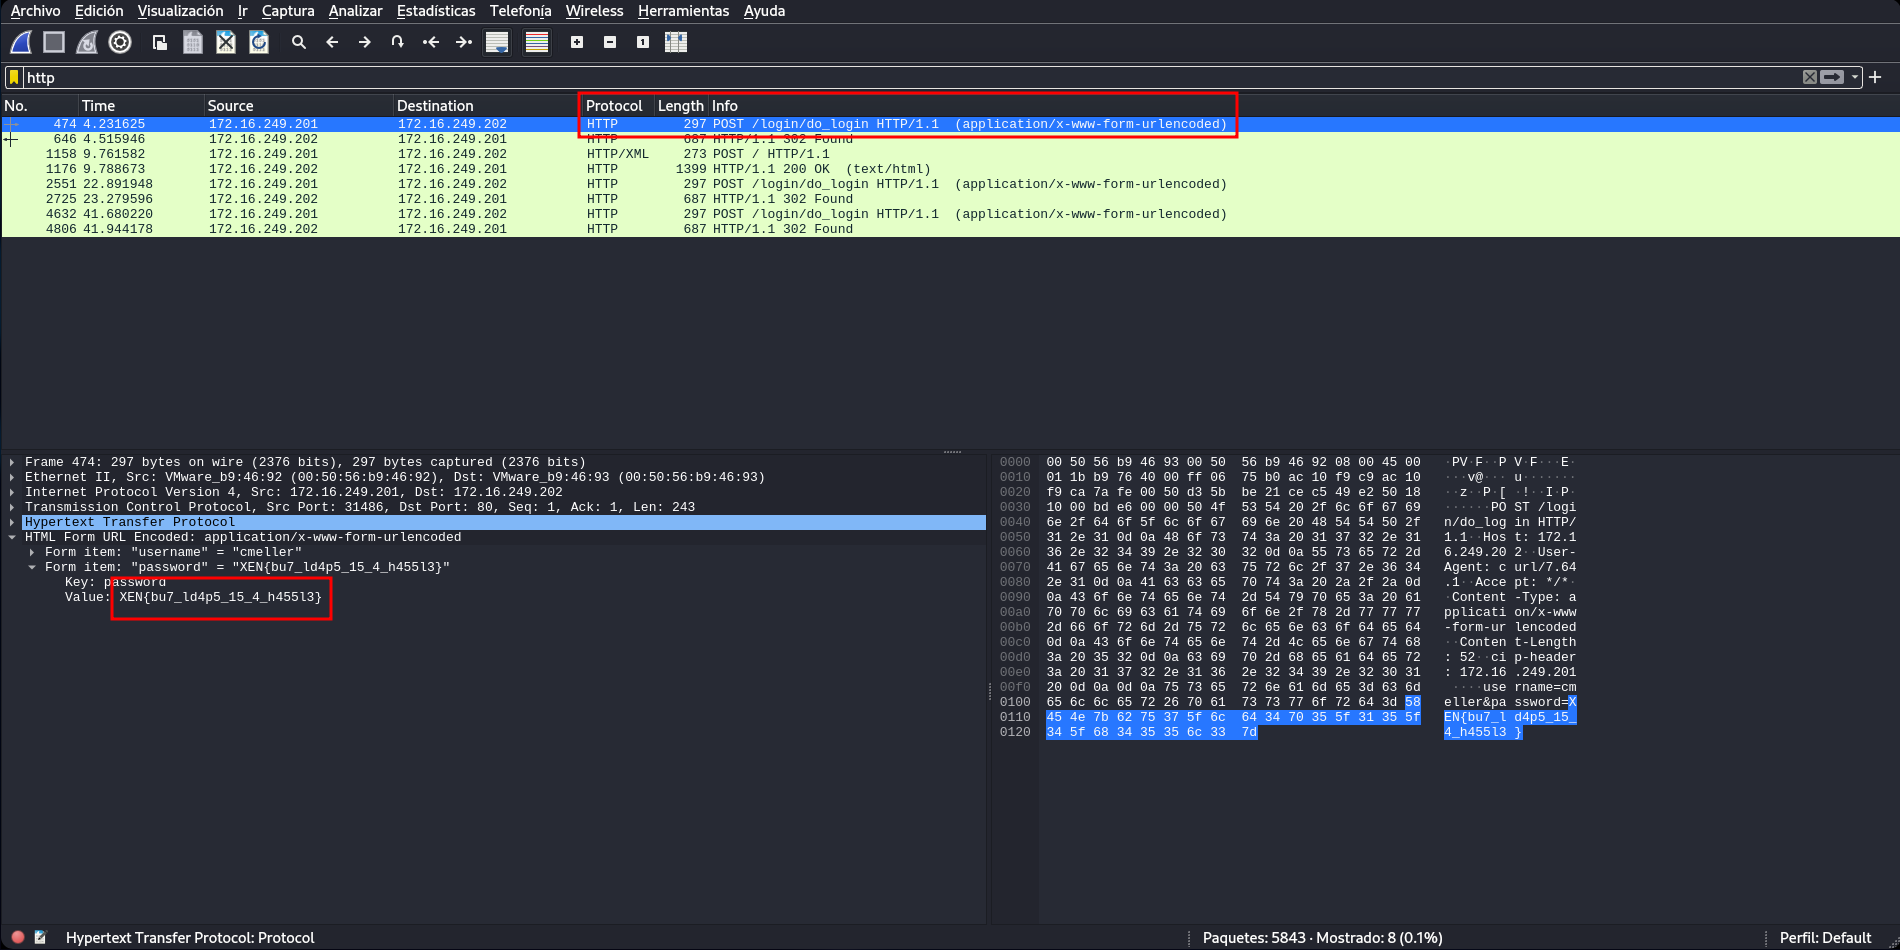 Archivo Edición Visualización Ir Captura Analizar Estadísticas Telefonía Wireless Herramientas Ayuda
http
No. Time Source Destination Protocol Length Info
474 4.231625 172.16.249.201 172.16.249.202 HTTP 297 POST /login/do_login HTTP/1.1 (application/x-www-form-urlencoded)
646 4.515946 172.16.249.202 172.16.249.201 HTTP 687 HTTP/1.1 302 Found
1158 9.761582 172.16.249.201 172.16.249.202 HTTP/XML 273 POST / HTTP/1.1
1176 9.788673 172.16.249.202 172.16.249.201 HTTP 1399 HTTP/1.1 200 OK (text/html)
2551 22.891948 172.16.249.201 172.16.249.202 HTTP 297 POST /login/do_login HTTP/1.1 (application/x-www-form-urlencoded)
2725 23.279596 172.16.249.202 172.16.249.201 HTTP 687 HTTP/1.1 302 Found
4632 41.680220 172.16.249.201 172.16.249.202 HTTP 297 POST /login/do_login HTTP/1.1 (application/x-www-form-urlencoded)
4806 41.944178 172.16.249.202 172.16.249.201 HTTP 687 HTTP/1.1 302 Found
Frame 474: 297 bytes on wire (2376 bits), 297 bytes captured (2376 bits)
Ethernet II, Src: VMware_b9:46:92 (00:50:56:b9:46:92), Dst: VMware_b9:46:93 (00:50:56:b9:46:93)
Internet Protocol Version 4, Src: 172.16.249.201, Dst: 172.16.249.202
Transmission Control Protocol, Src Port: 31486, Dst Port: 80, Seq: 1, Ack: 1, Len: 243
Hypertext Transfer Protocol
HTML Form URL Encoded: application/x-www-form-urlencoded
Form item: "username" = "cmeller"
Form item: "password" = "XEN{bu7_ld4p5_15_4_h455l3}"
Key: password
Value: XEN{bu7_ld4p5_15_4_h455l3}
0000 00 50 56 b9 46 93 00 50 56 b9 46 92 08 00 45 00 ·PV·F··P V·F···E·
0010 01 1b b9 76 40 00 ff 06 75 b0 ac 10 f9 c9 ac 10 ···v@··· u·······
0020 f9 ca 7a fe 00 50 d3 5b be 21 ce c5 49 e2 50 18 ··z··P·[ ·!··I·P·
0030 10 00 bd e6 00 00 50 4f 53 54 20 2f 6c 6f 67 69 ······PO ST /logi
0040 6e 2f 64 6f 5f 6c 6f 67 69 6e 20 48 54 54 50 2f n/do_log in HTTP/
0050 31 2e 31 0d 0a 48 6f 73 74 3a 20 31 37 32 2e 31 1.1··Hos t: 172.1
0060 36 2e 32 34 39 2e 32 30 32 0d 0a 55 73 65 72 2d 6.249.20 2··User-
0070 41 67 65 6e 74 3a 20 63 75 72 6c 2f 37 2e 36 34 Agent: c url/7.64
0080 2e 31 0d 0a 41 63 63 65 70 74 3a 20 2a 2f 2a 0d .1··Acce pt: */*·
0090 0a 43 6f 6e 74 65 6e 74 2d 54 79 70 65 3a 20 61 ·Content -Type: a
00a0 70 70 6c 69 63 61 74 69 6f 6e 2f 78 2d 77 77 77 pplicati on/x-www
00b0 2d 66 6f 72 6d 2d 75 72 6c 65 6e 63 6f 64 65 64 -form-ur lencoded
00c0 0d 0a 43 6f 6e 74 65 6e 74 2d 4c 65 6e 67 74 68 ··Conten t-Length
00d0 3a 20 35 32 0d 0a 63 69 70 2d 68 65 61 64 65 72 : 52··ci p-header
00e0 3a 20 31 37 32 2e 31 36 2e 32 34 39 2e 32 30 31 : 172.16 .249.201
00f0 20 0d 0a 0d 0a 75 73 65 72 6e 61 6d 65 3d 63 6d ····use rname=cm
0100 65 6c 6c 65 72 26 70 61 73 73 77 6f 72 64 3d 58 eller&pa ssword=X
0110 45 4e 7b 62 75 37 5f 6c 64 34 70 35 5f 31 35 5f EN{bu7_l d4p5_15_
0120 34 5f 68 34 35 35 6c 33 7d 4_h455l3 }
Hypertext Transfer Protocol: Protocol
Paquetes: 5843 · Mostrado: 8 (0.1%)
Perfil: Default